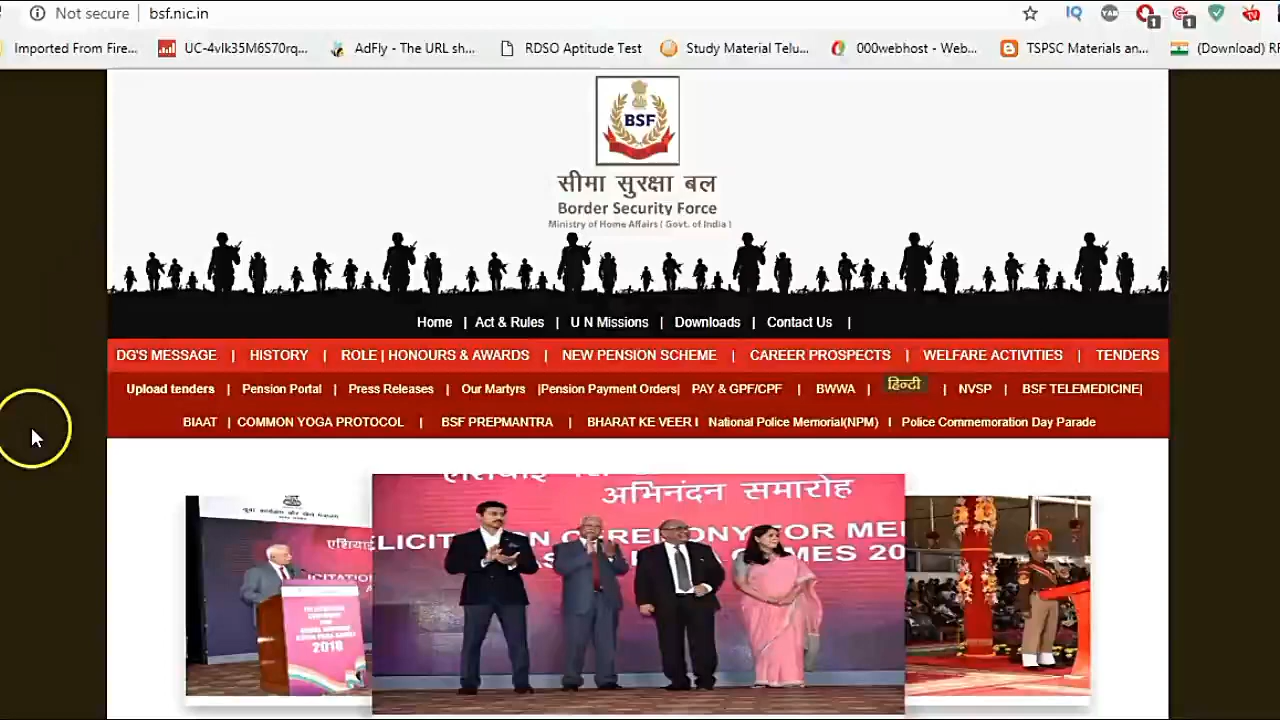 Not secure | bsf.nic.in
Imported From Fire... UC-4vIk35M6S70rq... AdFly - The URL sh... RDSO Aptitude Test Study Material Telu... 000webhost - Web... TSPSC Materials an... (Download)
BSF
सीमा सुरक्षा बल
Border Security Force
Ministry of Home Affairs ( Govt. of India )
Home | Act & Rules | U N Missions | Downloads | Contact Us |
DG'S MESSAGE | HISTORY | ROLE | HONOURS & AWARDS | NEW PENSION SCHEME | CAREER PROSPECTS | WELFARE ACTIVITIES | TENDERS
Upload tenders | Pension Portal | Press Releases | Our Martyrs |Pension Payment Orders| PAY & GPF/CPF | BWWA | हिन्दी | NVSP | BSF TELEMEDICINE|
BIAAT | COMMON YOGA PROTOCOL | BSF PREPMANTRA | BHARAT KE VEER I National Police Memorial(NPM) I Police Commemoration Day Parade
अभिनंदन समारोह
ELICIT ON CEREMONY FOR ME
GAMES 20
2018